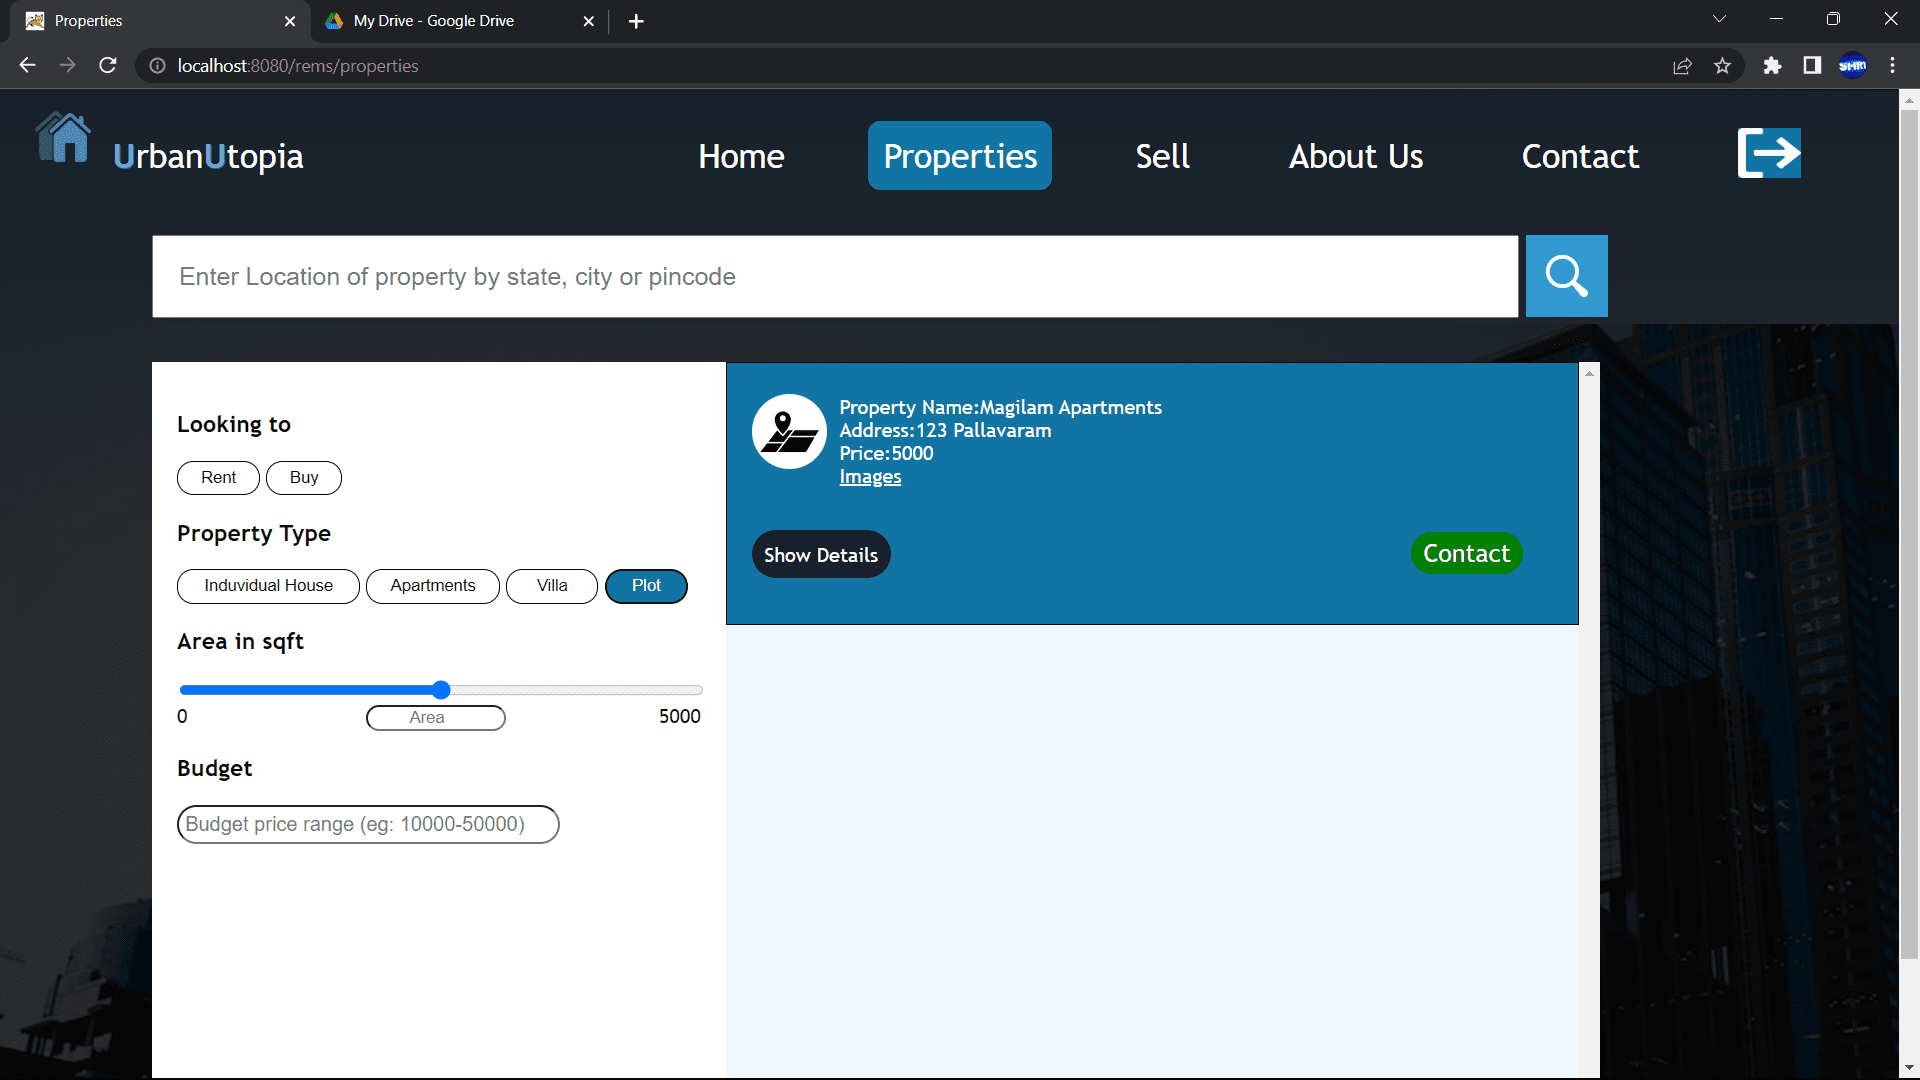 Properties
My Drive - Google Drive
localhost:8080/rems/properties
SHRI
UrbanUtopia
Home
Properties
Sell
About Us
Contact
Enter Location of property by state, city or pincode
Looking to
Rent
Buy
Property Type
Induvidual House
Apartments
Villa
Plot
Area in sqft
0
Area
5000
Budget
Budget price range (eg: 10000-50000)
Property Name:Magilam Apartments
Address:123 Pallavaram
Price:5000
Images
Show Details
Contact